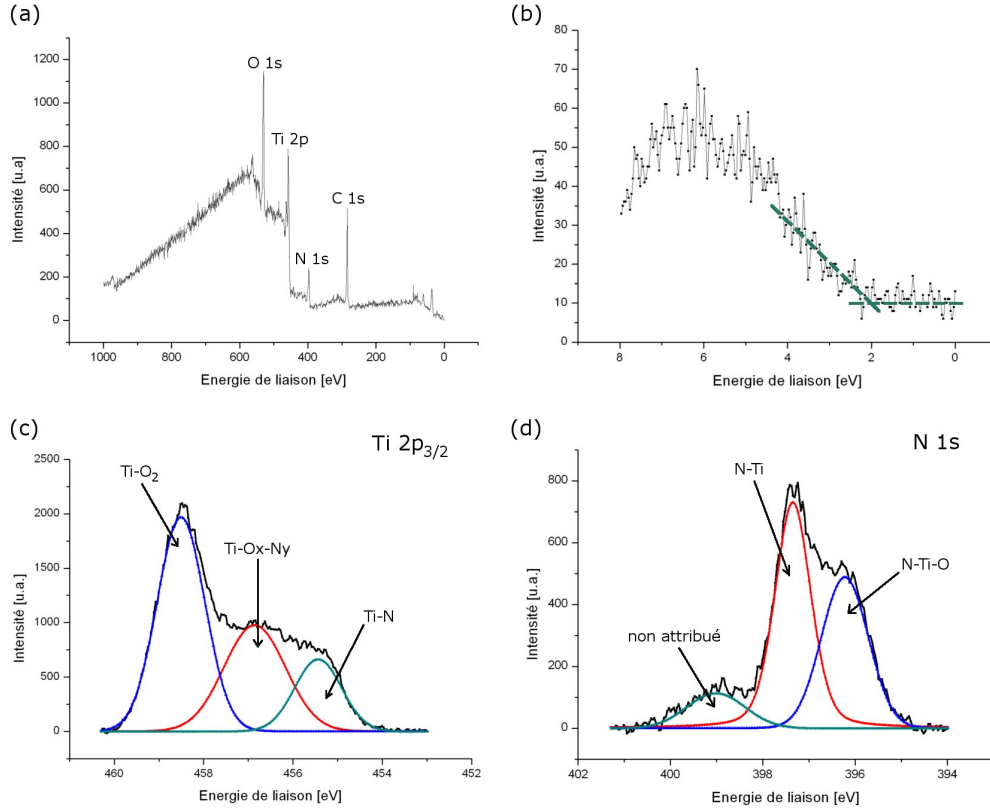 (a)
Intensité [u.a.]
1200
1000
800
600
400
200
0
O 1s
Ti 2p
C 1s
N 1s
1000 800 600 400 200 0
Energie de liaison [eV]
(b)
Intensité [u.a.]
80
70
60
50
40
30
20
10
0
8 6 4 2 0
Energie de liaison [eV]
(c)
Ti 2p3/2
Intensité [u.a.]
2500
2000
1500
1000
500
0
Ti-O2
Ti-Ox-Ny
Ti-N
460 458 456 454 452
Energie de liaison [eV]
(d)
N 1s
Intensité [u.a.]
800
600
400
200
0
N-Ti
N-Ti-O
non attribué
402 400 398 396 394
Energie de liaison [eV]